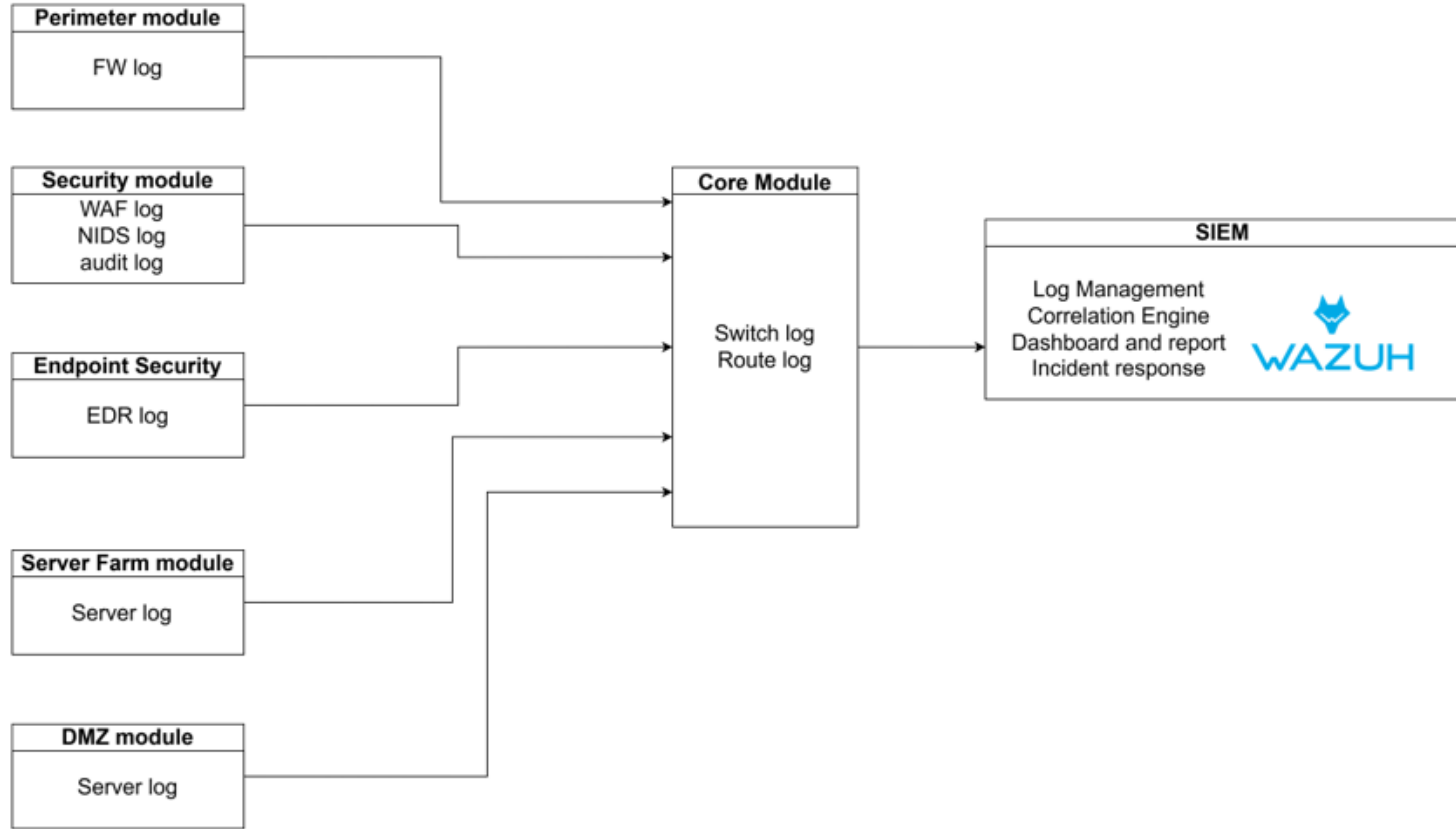 Perimeter module
FW log
Security module
WAF log
NIDS log
audit log
Endpoint Security
EDR log
Server Farm module
Server log
DMZ module
Server log
Core Module
Switch log
Route log
SIEM
Log Management
Correlation Engine
Dashboard and report
Incident response
WAZUH